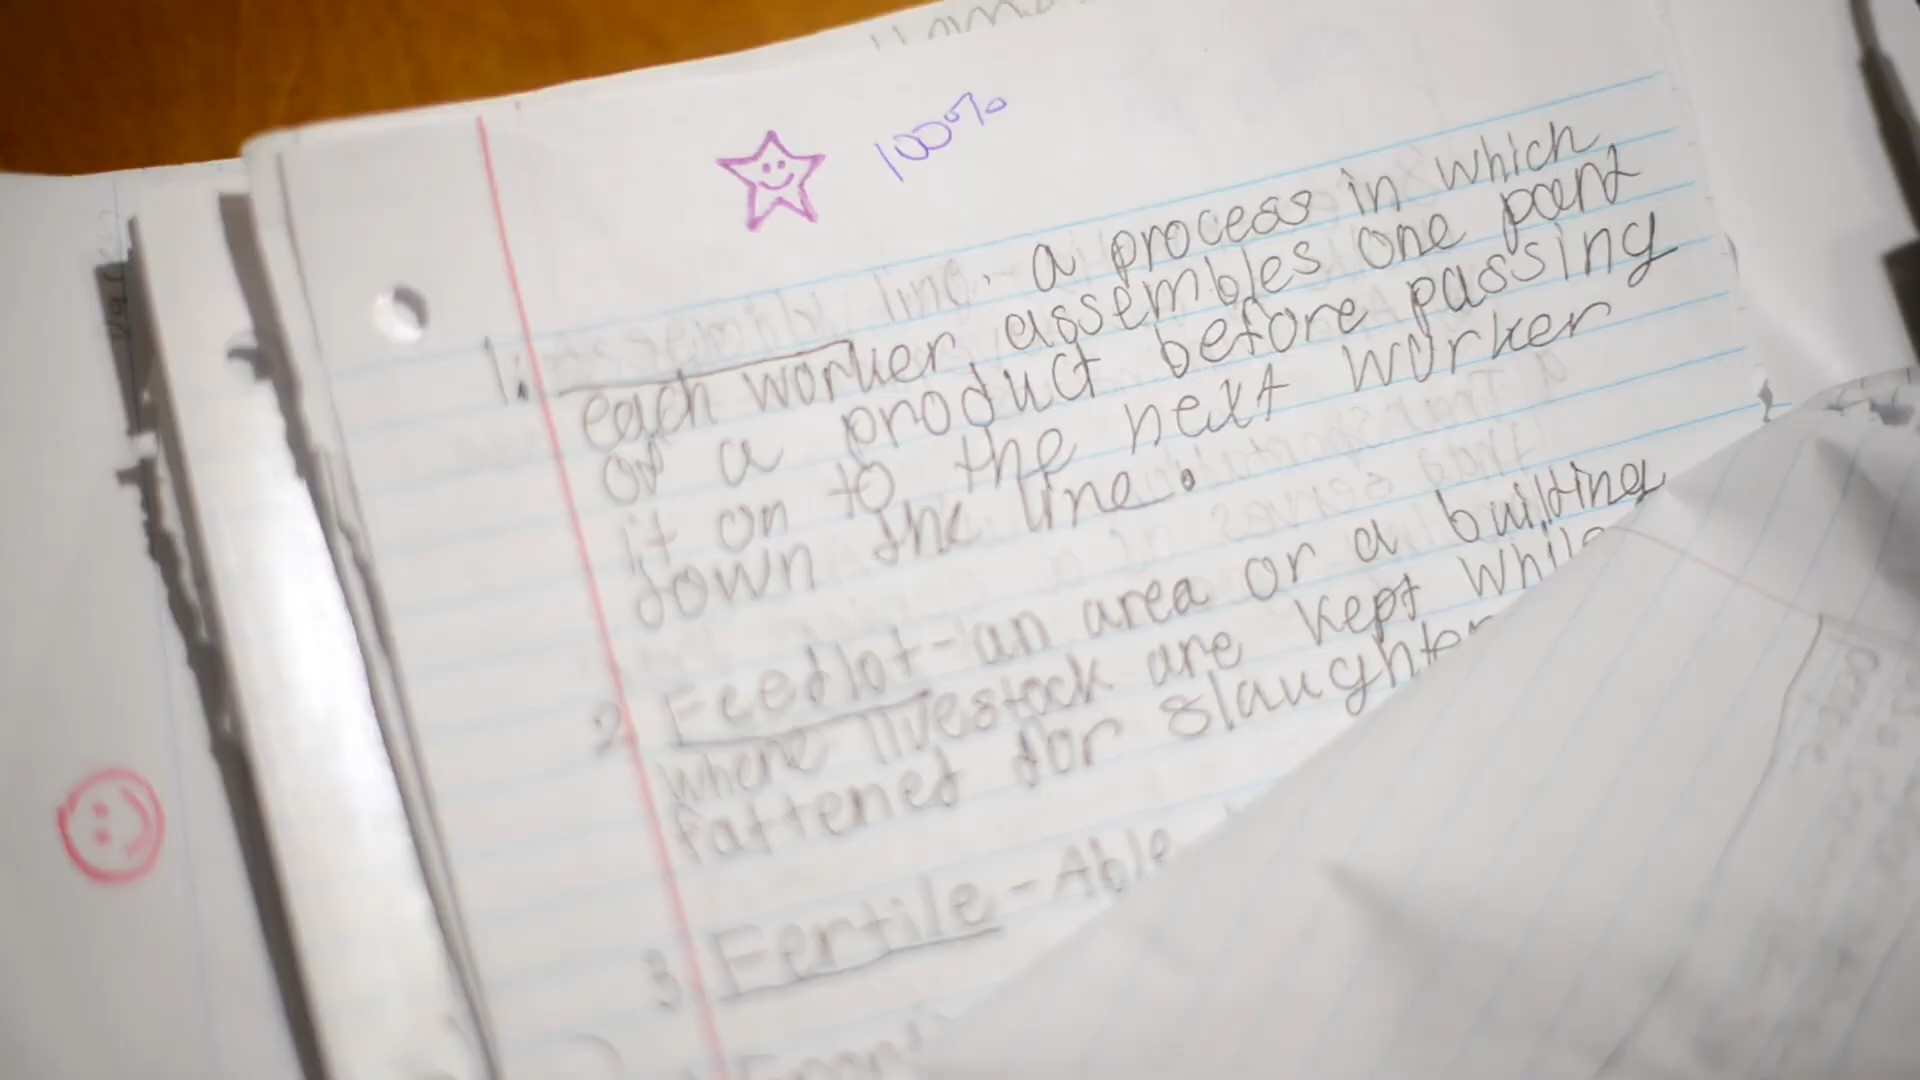 100%
1. Assembly line. - a process in which
each worker assembles one part
of a product before passing
it on to the next worker
down the line.
2 Feedlot - an area or a building
where livestock are kept while
fattened for slaughter
3 Fertile - Able